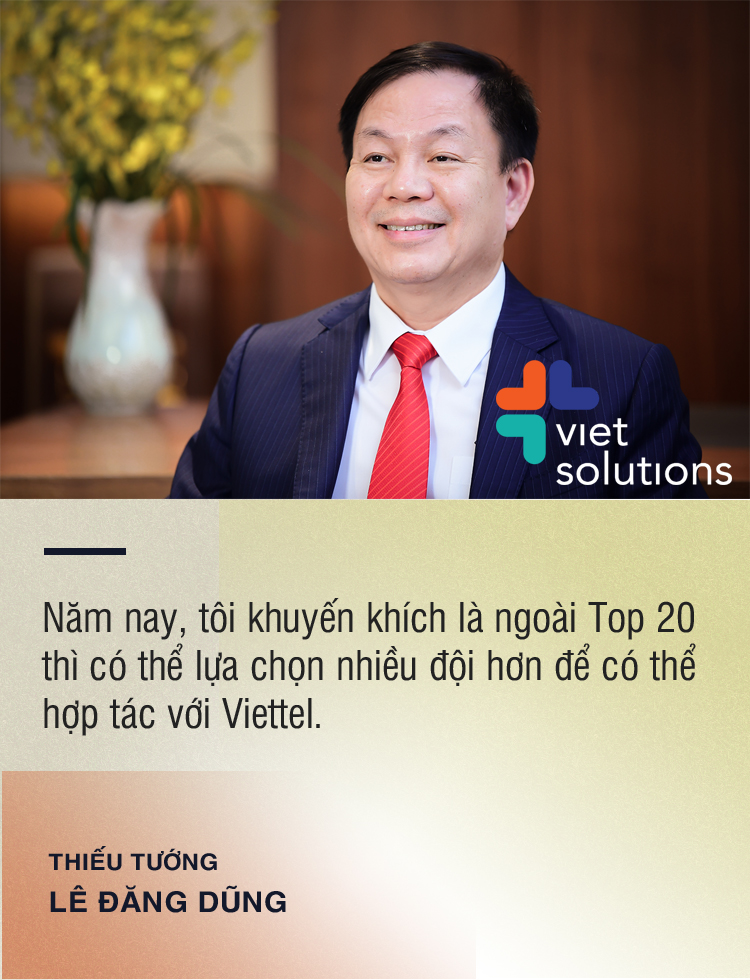 viet
solutions
Năm nay, tôi khuyến khích là ngoài Top 20
thì có thể lựa chọn nhiều đội hơn để có thể
hợp tác với Viettel.
THIẾU TƯỚNG
LÊ ĐĂNG DŨNG